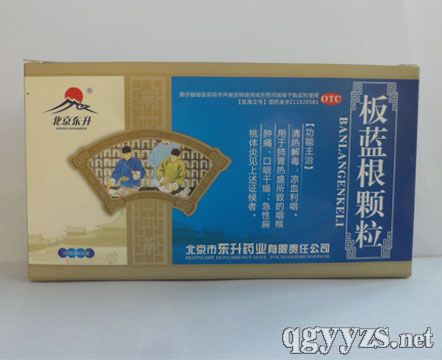 北京东升
请仔细阅读说明书并按说明使用或在药师指导下购买和使用
【批准文号】国药准字Z11020581
OTC
板蓝根颗粒
BANLANGENKELI
【功能主治】
清热解毒，凉血利咽。
用于肺胃热盛所致的咽喉
肿痛、口咽干燥；急性扁
桃体炎见上述证候者。
北京市东升药业有限责任公司
qgyyzs.net